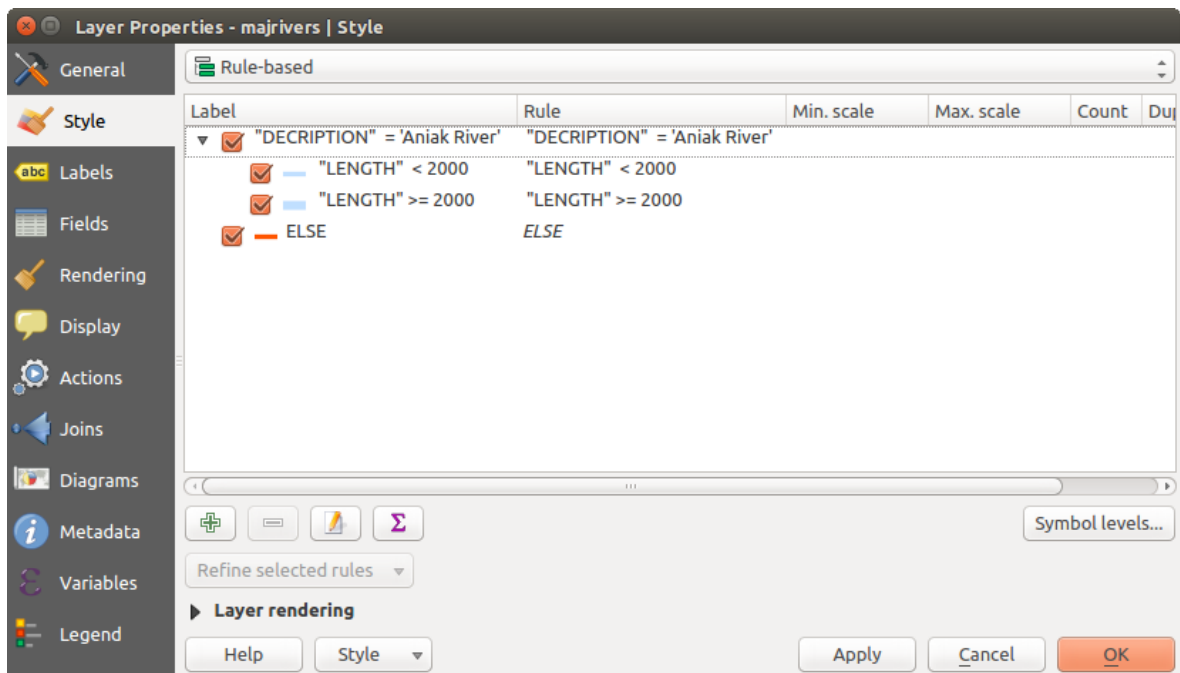 Layer Properties - majrivers | Style
General
Style
abc Labels
Fields
Rendering
Display
Actions
Joins
Diagrams
Metadata
Variables
Legend
Rule-based
Label Rule Min. scale Max. scale Count Dup
"DECRIPTION" = 'Aniak River' "DECRIPTION" = 'Aniak River'
"LENGTH" < 2000 "LENGTH" < 2000
"LENGTH" >= 2000 "LENGTH" >= 2000
ELSE ELSE
Σ
Symbol levels...
Refine selected rules
Layer rendering
Help Style Apply Cancel OK